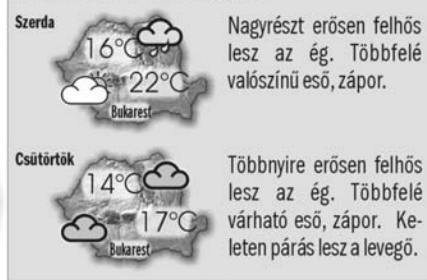 Szerda
16°C
22°C
Bukarest
Nagyrészt erősen felhős
lesz az ég. Többfelé
valószínű eső, zápor.
Csütörtök
14°C
17°C
Bukarest
Többnyire erősen felhős
lesz az ég. Többfelé
várható eső, zápor. Ke-
leten párás lesz a levegő.